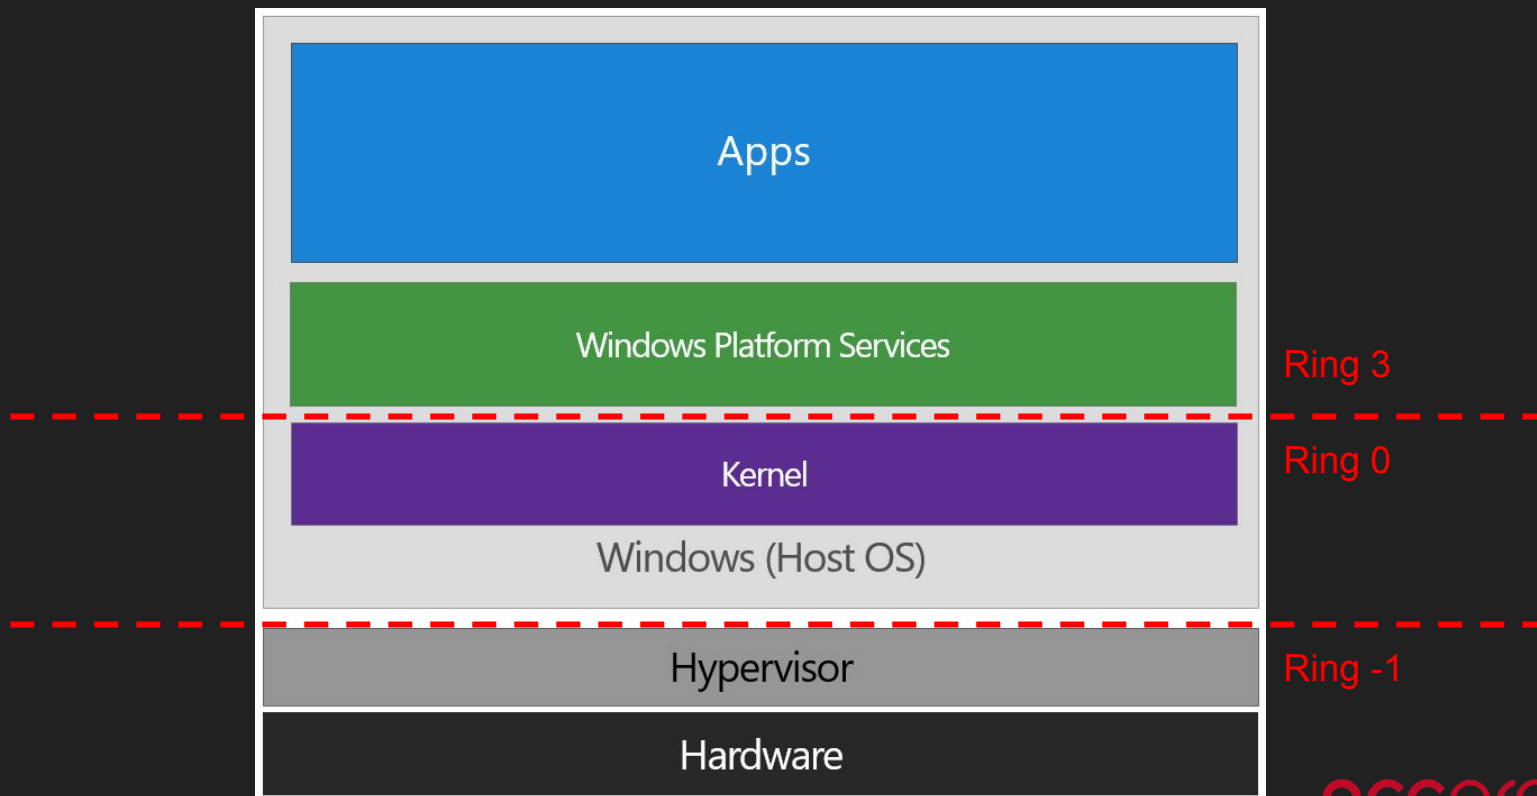 Apps
Windows Platform Services
Ring 3
Ring 0
Kernel
Windows (Host OS)
Hypervisor
Ring -1
Hardware